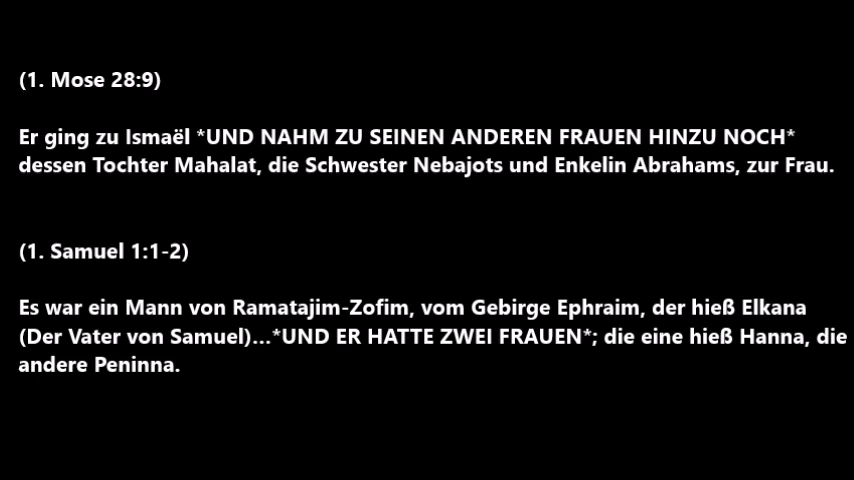 (1. Mose 28:9)
Er ging zu Ismaël *UND NAHM ZU SEINEN ANDEREN FRAUEN HINZU NOCH*
dessen Tochter Mahalat, die Schwester Nebajots und Enkelin Abrahams, zur Frau.
(1. Samuel 1:1-2)
Es war ein Mann von Ramatajim-Zofim, vom Gebirge Ephraim, der hieß Elkana
(Der Vater von Samuel)...*UND ER HATTE ZWEI FRAUEN*; die eine hieß Hanna, die
andere Peninna.